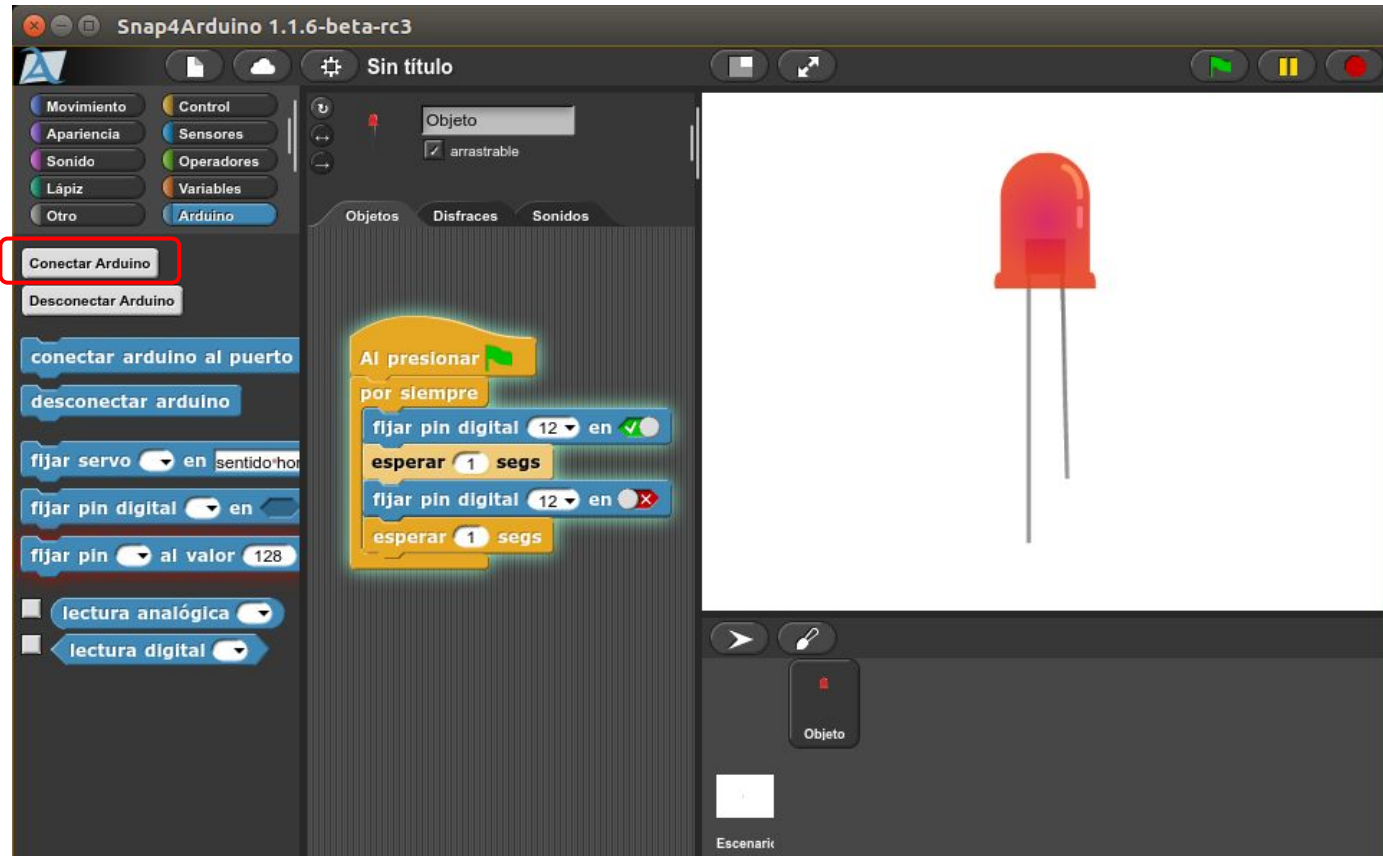 Snap4Arduino 1.1.6-beta-rc3
Sin título
Movimiento
Control
Apariencia
Sensores
Sonido
Operadores
Lápiz
Variables
Otro
Arduino
Conectar Arduino
Desconectar Arduino
conectar arduino al puerto
desconectar arduino
fijar servo en sentido hor
fijar pin digital en
fijar pin al valor 128
lectura analógica
lectura digital
Objeto
arrastrable
Objetos
Disfraces
Sonidos
Al presionar
por siempre
fijar pin digital 12 en
esperar 1 segs
fijar pin digital 12 en
esperar 1 segs
Objeto
Escenari